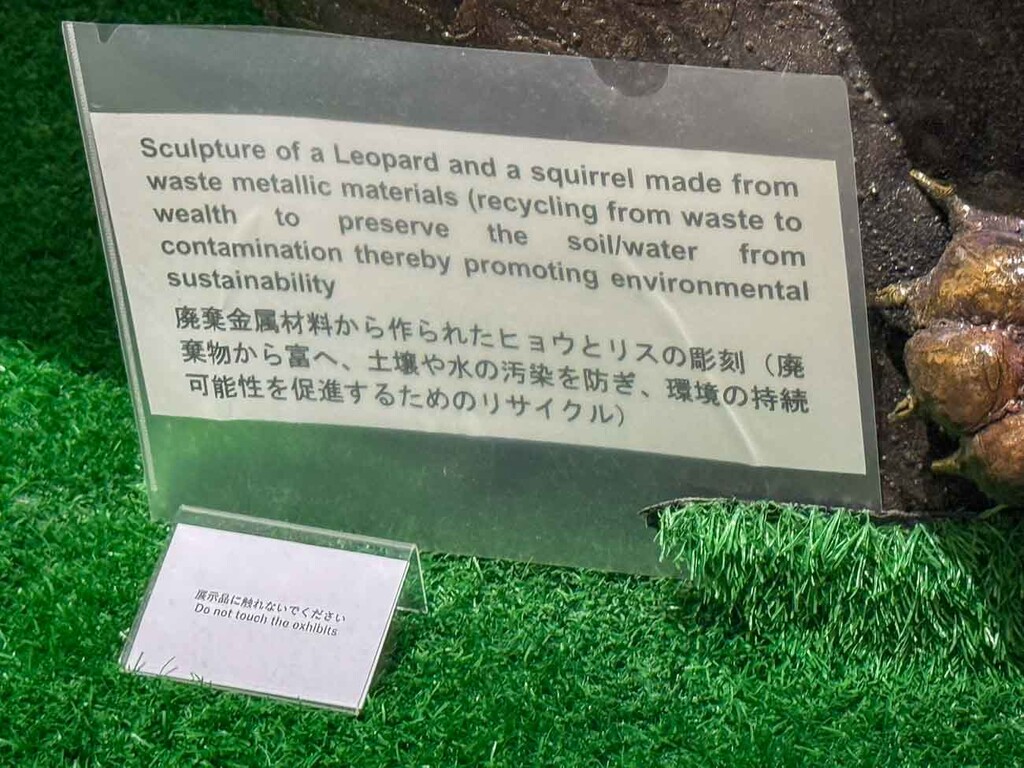 Sculpture of a Leopard and a squirrel made from
waste metallic materials (recycling from waste to
wealth to preserve the soil/water from
contamination thereby promoting environmental
sustainability
廃棄金属材料から作られたヒョウとリスの彫刻（廃
棄物から富へ、土壌や水の汚染を防ぎ、環境の持続
可能性を促進するためのリサイクル）
展示品に触れないでください
Do not touch the exhibits